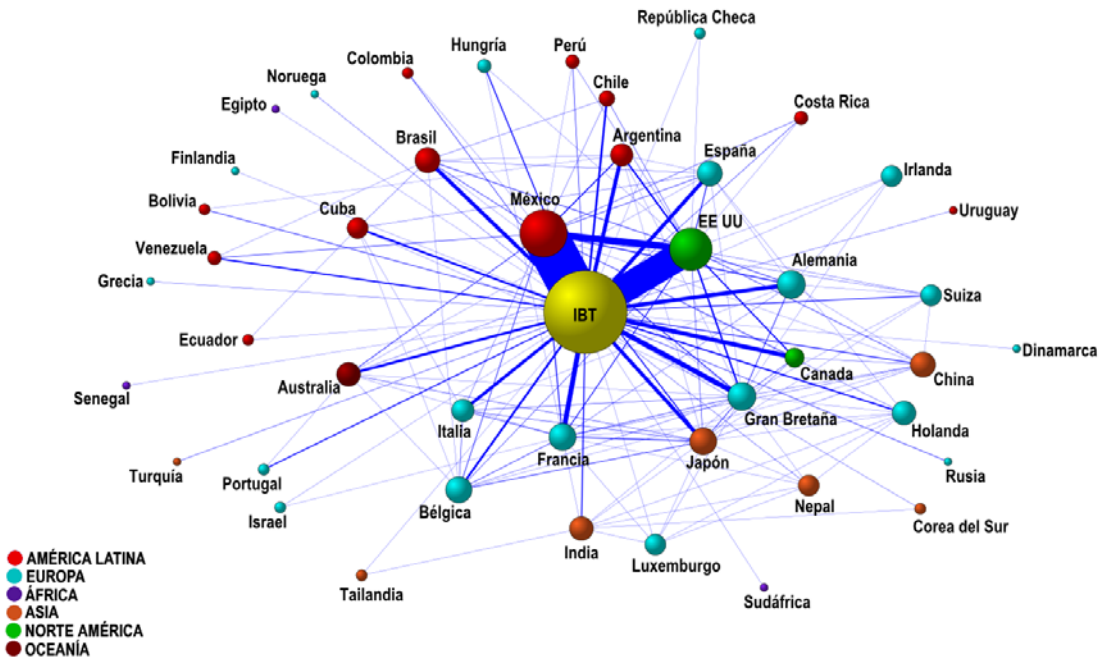 República Checa
Hungría
Perú
Colombia
Noruega
Chile
Costa Rica
Egipto
Brasil
Argentina
España
Finlandia
Irlanda
Bolivia
Cuba
México
Uruguay
EE UU
Venezuela
Alemania
Grecia
Suiza
IBT
Ecuador
Dinamarca
Canada
China
Australia
Senegal
Gran Bretaña
Italia
Holanda
Francia
Japón
Turquía
Portugal
Rusia
Nepal
Bélgica
Israel
Corea del Sur
India
Luxemburgo
Tailandia
Sudáfrica
AMÉRICA LATINA
EUROPA
ÁFRICA
ASIA
NORTE AMÉRICA
OCEANÍA